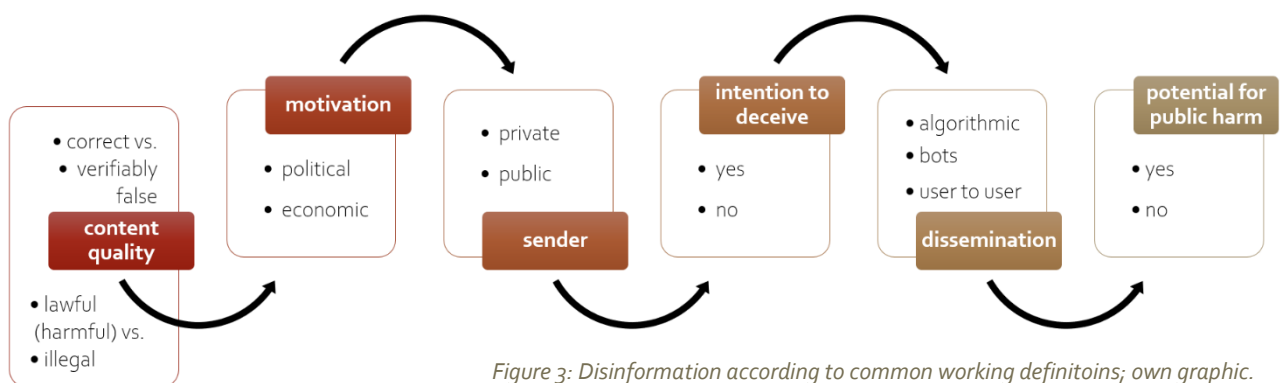 • correct vs.
• verifiably
false
content
quality
• lawful
(harmful) vs.
• illegal
motivation
• political
• economic
• private
• public
sender
intention to
deceive
• yes
• no
• algorithmic
• bots
• user to user
dissemination
potential for
public harm
• yes
• no
Figure 3: Disinformation according to common working definitoins; own graphic.